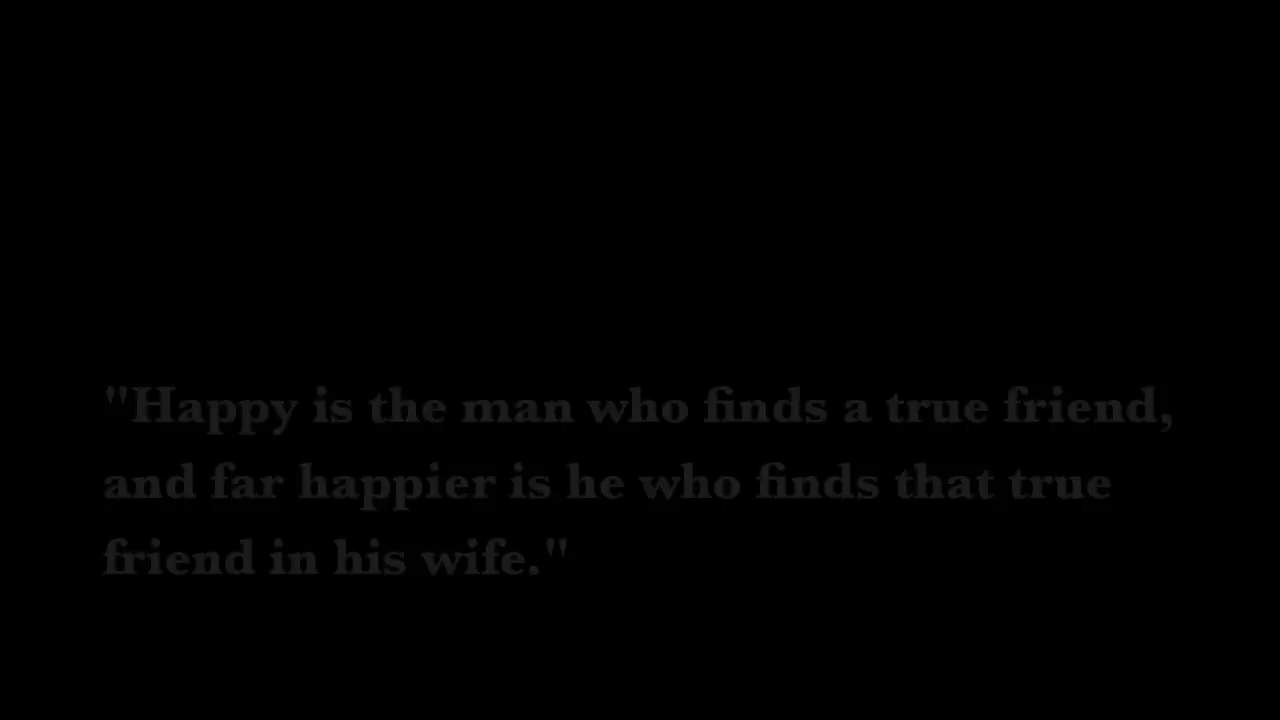 "Happy is the man who finds a true friend,
and far happier is he who finds that true
friend in his wife."